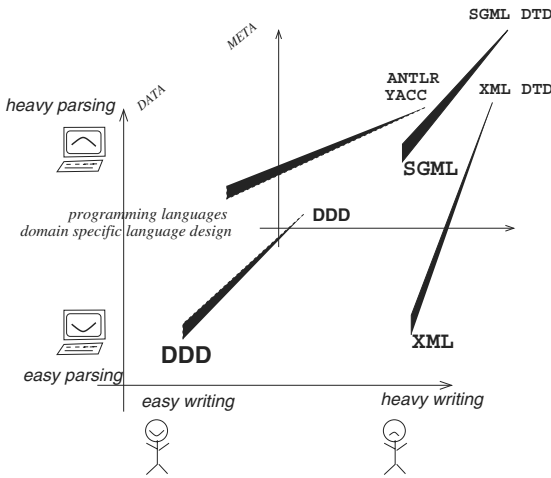 SGML DTD
META
ANTLR
YACC
XML DTD
DATA
heavy parsing
SGML
programming languages
domain specific language design
DDD
DDD
XML
easy parsing
easy writing
heavy writing